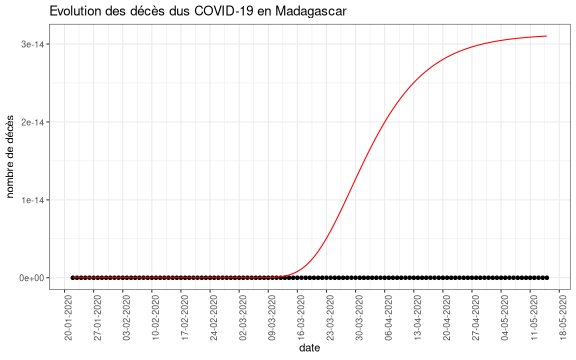 Evolution des décès dus COVID-19 en Madagascar
nombre de décès
3e-14
2e-14
1e-14
0e+00
20-01-2020
27-01-2020
03-02-2020
10-02-2020
17-02-2020
24-02-2020
02-03-2020
09-03-2020
16-03-2020
23-03-2020
30-03-2020
06-04-2020
13-04-2020
20-04-2020
27-04-2020
04-05-2020
11-05-2020
18-05-2020
date